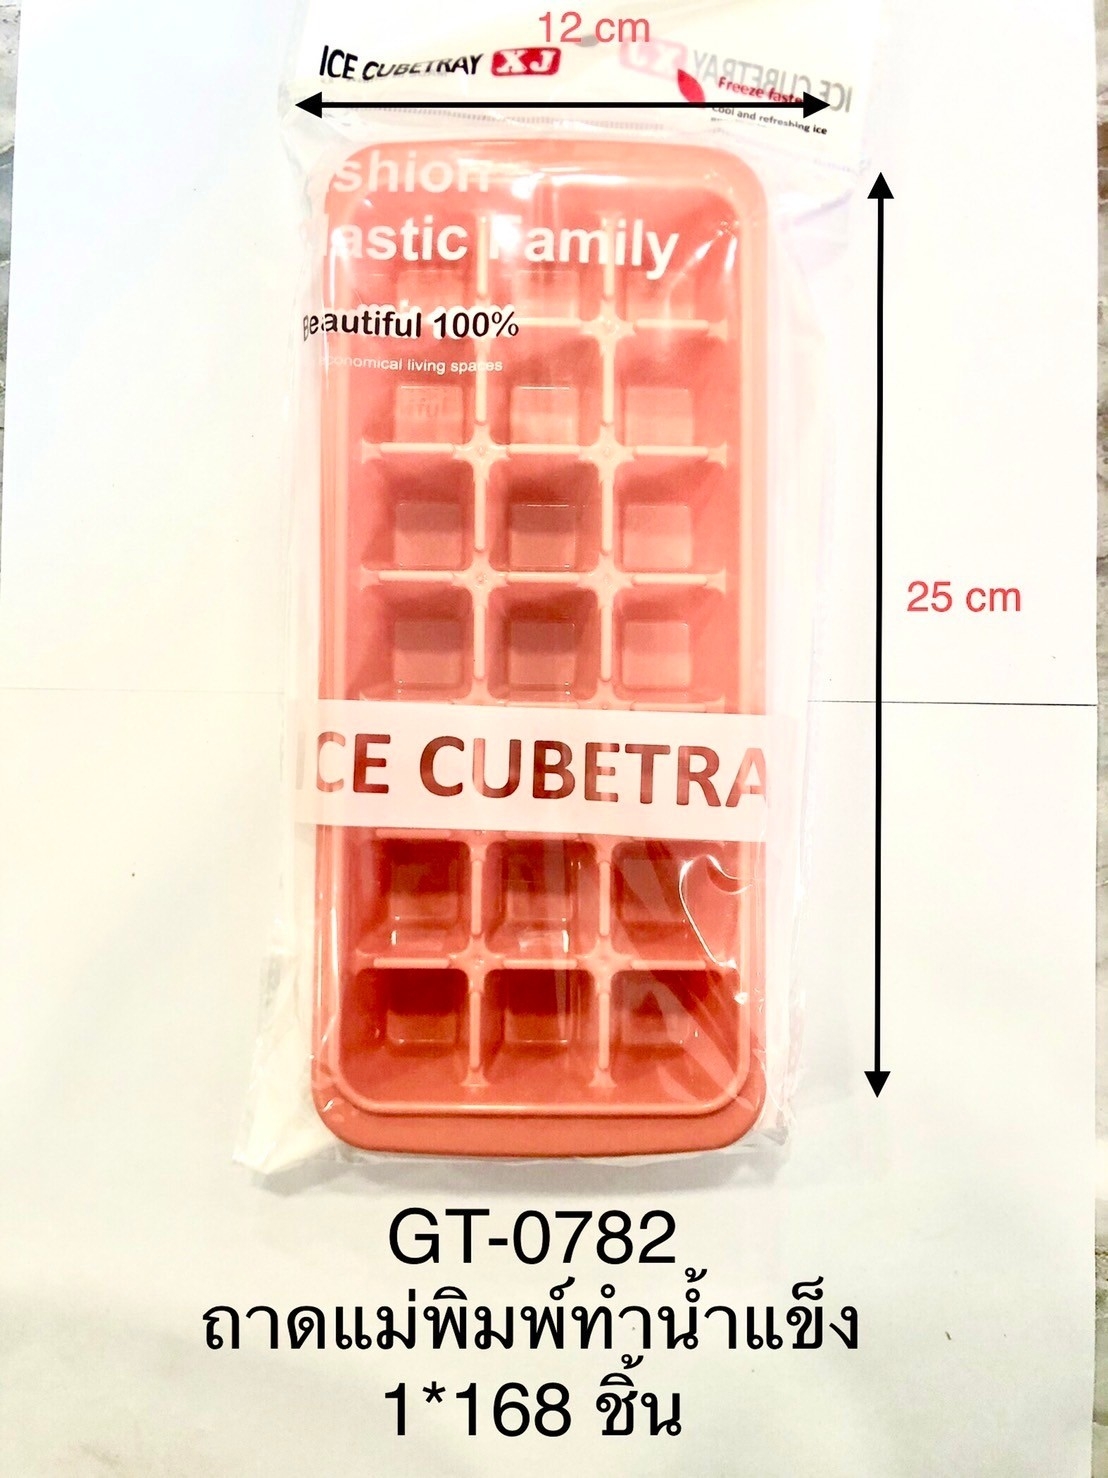 12 cm
ICE CUBETRAY XJ
ICE CUBETRAY XJ
Freeze faste
Cool and refreshing ice
shion
lastic Family
Beautiful 100%
economical living spaces
25 cm
ICE CUBETRA
GT-0782
ถาดแม่พิมพ์ทำน้ำแข็ง
1*168 ชิ้น